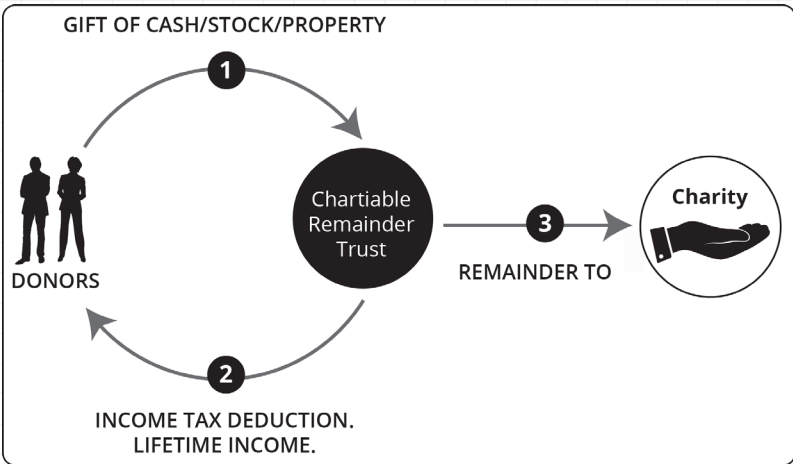 GIFT OF CASH/STOCK/PROPERTY
1
DONORS
Chartiable
Remainder
Trust
3
REMAINDER TO
Charity
2
INCOME TAX DEDUCTION.
LIFETIME INCOME.